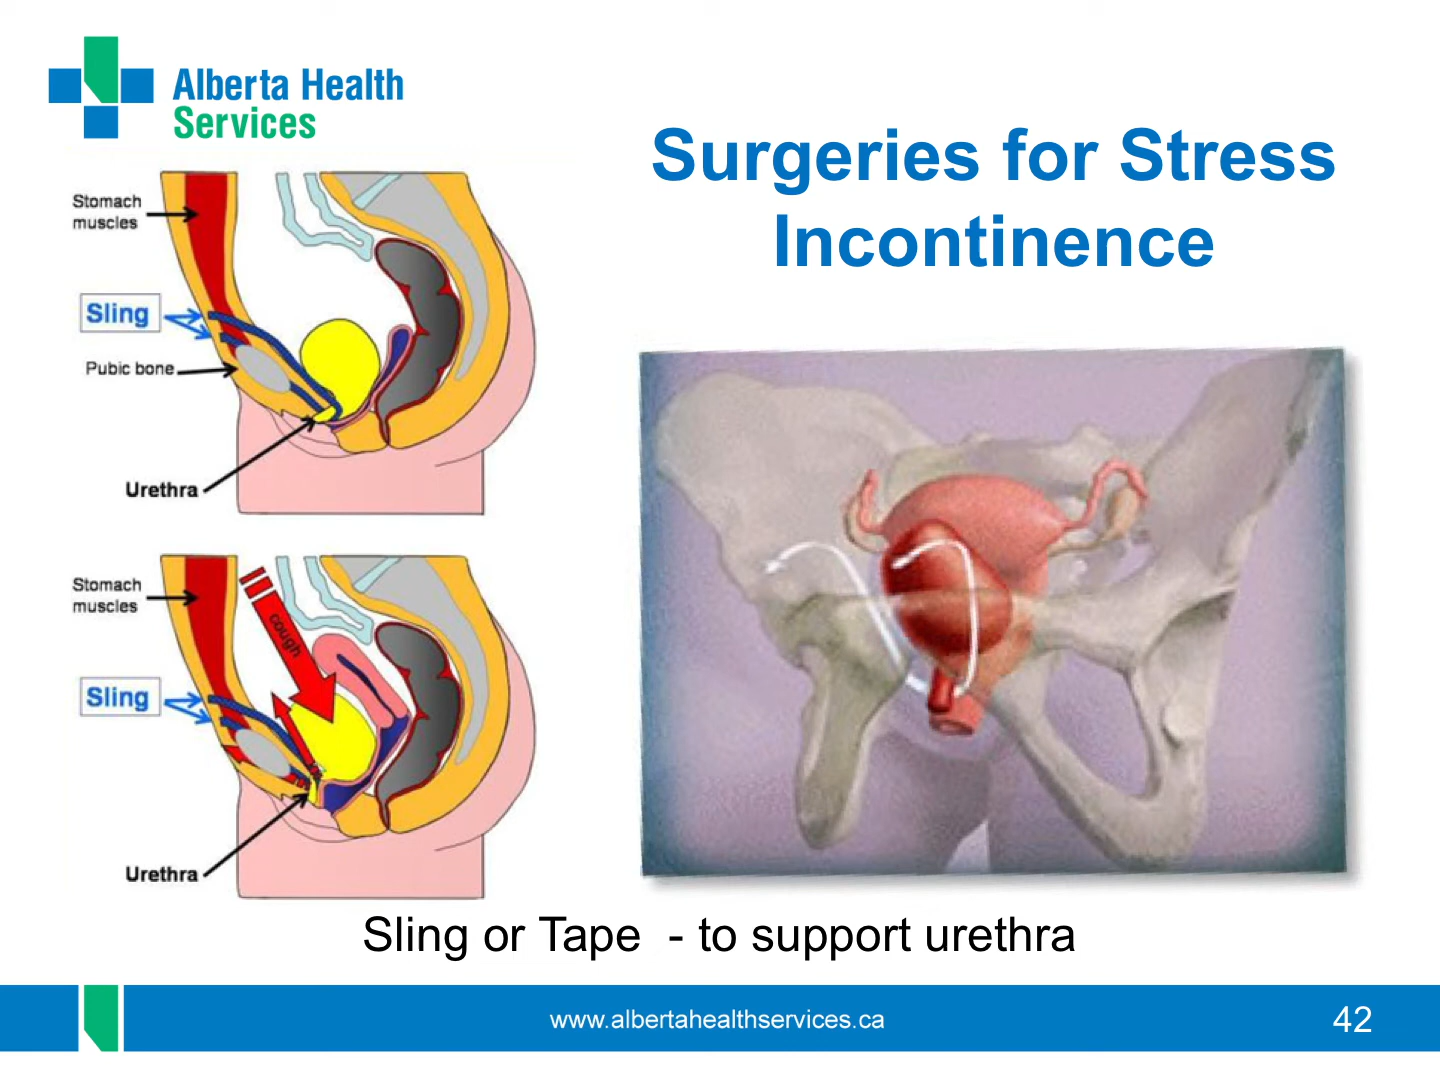 Alberta Health
Services
Surgeries for Stress
Incontinence
Stomach
muscles
Sling
Pubic bone
Urethra
Stomach
muscles
cough
Sling
Urethra
Sling or Tape - to support urethra
www.albertahealthservices.ca
42